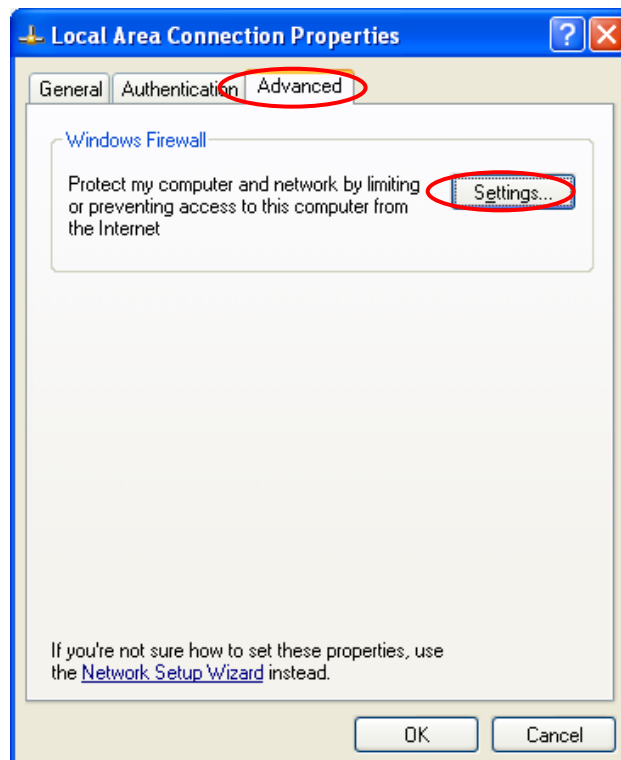 Local Area Connection Properties
General Authentication Advanced
Windows Firewall
Protect my computer and network by limiting
or preventing access to this computer from
the Internet
Settings...
If you're not sure how to set these properties, use
the Network Setup Wizard instead.
OK Cancel